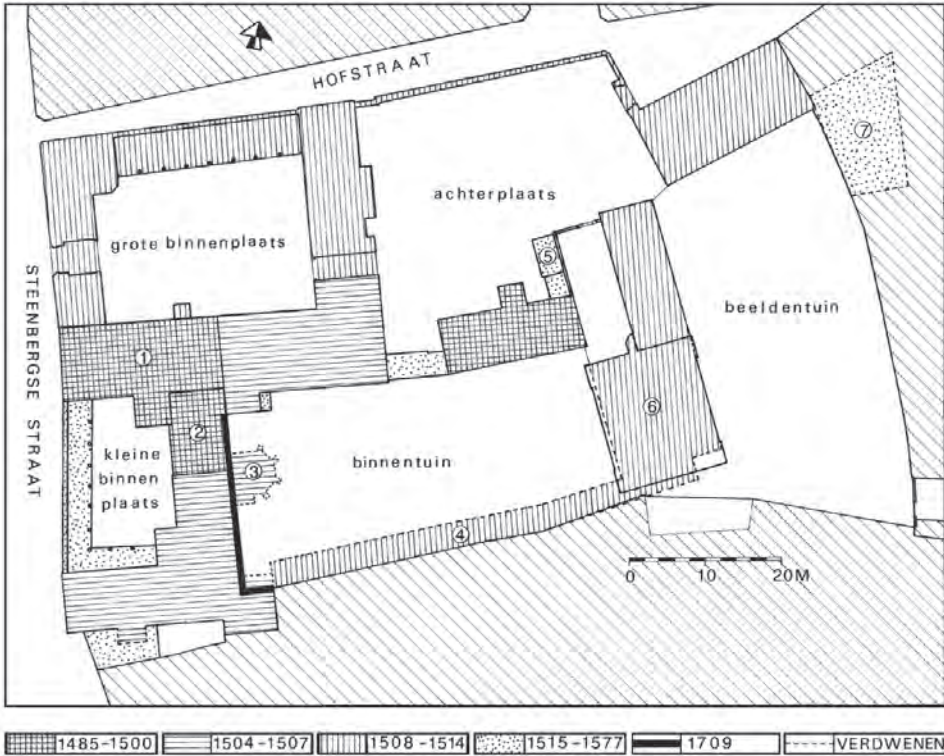 HOFSTRAAT
7
achterplaats
grote binnenplaats
5
STEENBERGSE STRAAT
beeldentuin
1
6
2
kleine
binnen
plaats
3
binnentuin
4
0 10 20M
1485-1500 1504-1507 1508-1514 1515-1577 1709 VERDWENEN